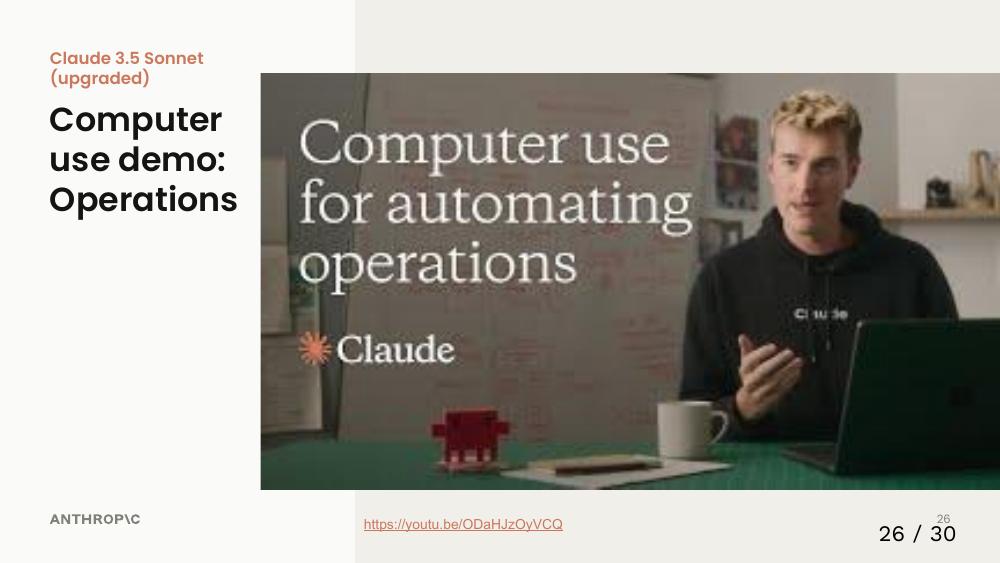 Claude 3.5 Sonnet
(upgraded)
Computer
use demo:
Operations
Computer use
for automating
operations
Claude
Claude
ANTHROP\C
https://youtu.be/ODaHJzOyVCQ
26
26 / 30